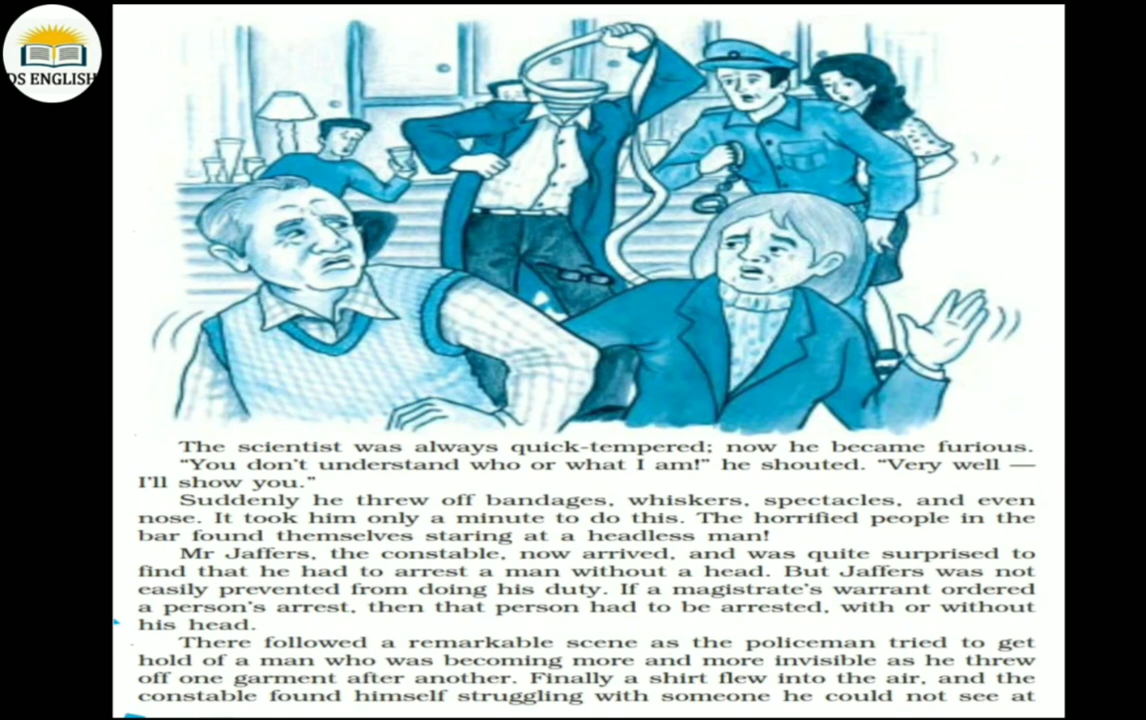 DS ENGLISH
The scientist was always quick-tempered; now he became furious.
“You don’t understand who or what I am!” he shouted. “Very well —
I’ll show you.”
Suddenly he threw off bandages, whiskers, spectacles, and even
nose. It took him only a minute to do this. The horrified people in the
bar found themselves staring at a headless man!
Mr Jaffers, the constable, now arrived, and was quite surprised to
find that he had to arrest a man without a head. But Jaffers was not
easily prevented from doing his duty. If a magistrate’s warrant ordered
a person’s arrest, then that person had to be arrested, with or without
his head.
There followed a remarkable scene as the policeman tried to get
hold of a man who was becoming more and more invisible as he threw
off one garment after another. Finally a shirt flew into the air, and the
constable found himself struggling with someone he could not see at